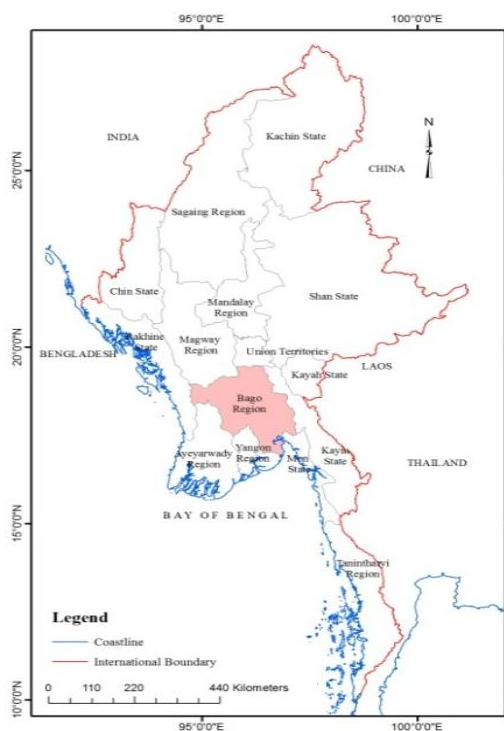 95°0'0"E
100°0'0"E
INDIA
Kachin State
N
CHINA
25°0'0"N
Sagaing Region
Chin State
Mandalay
Region
Shan State
Rakhine
State
Magway
Region
20°0'0"N
BENGLADESH
Union Territories
LAOS
Kayah State
Bago
Region
Ayeyarwady
Region
Yangon
Region
Mon
State
Kayin
State
THAILAND
BAY OF BENGAL
15°0'0"N
Tanintharyi
Region
Legend
Coastline
International Boundary
0 110 220 440 Kilometers
10°0'0"N
95°0'0"E
100°0'0"E